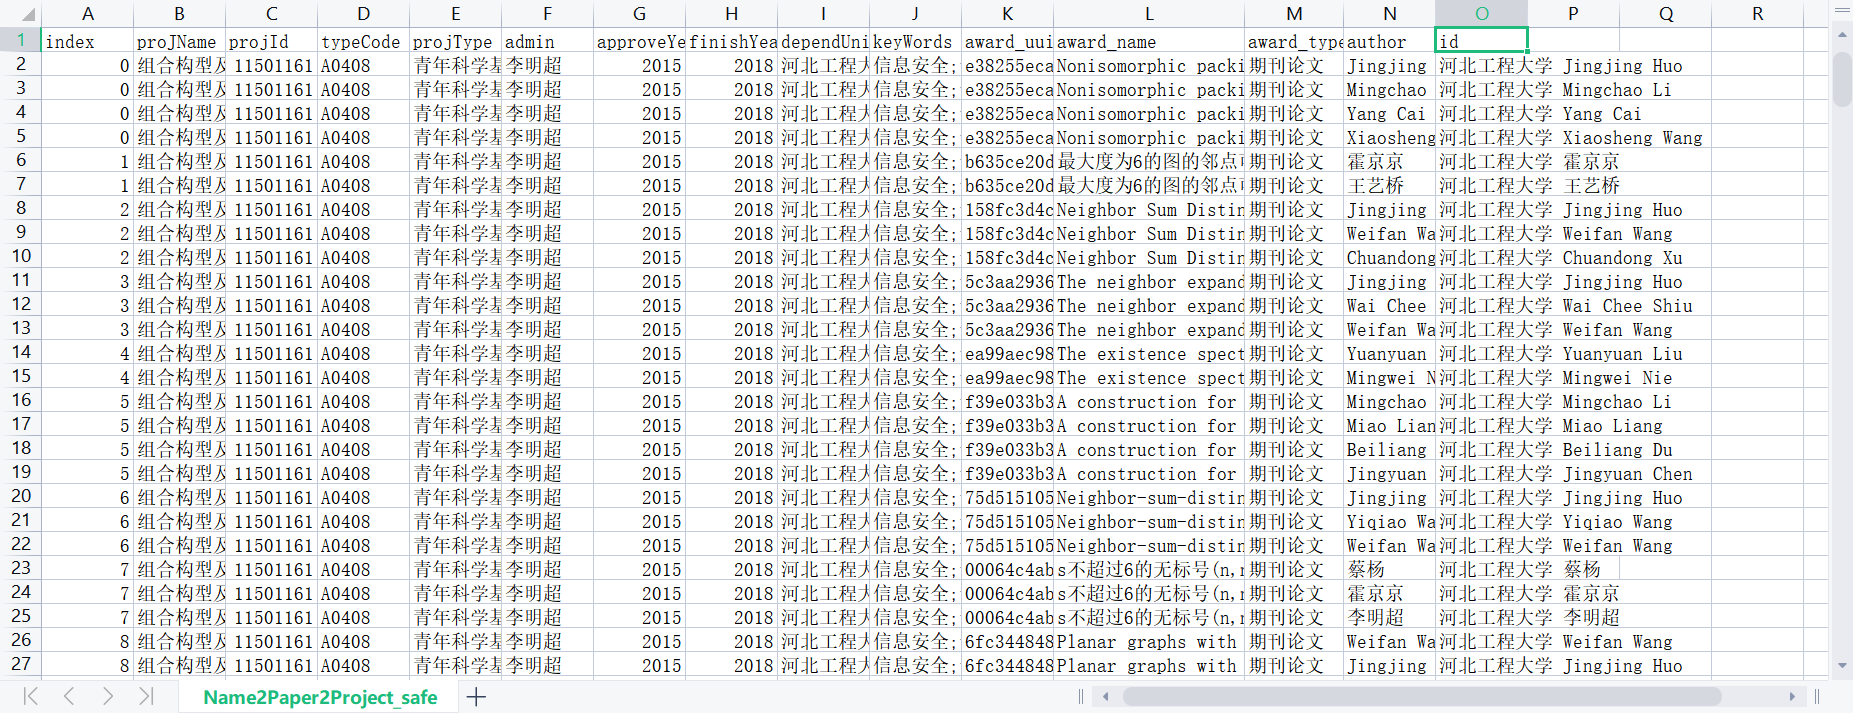 A B C D E F G H I J K L M N O P Q R
1 index projName projId typeCode projType admin approveYe finishYea dependUni keyWords award_uui award_name award_type author id
2 0 组合构型及 11501161 A0408 青年科学基 李明超 2015 2018 河北工程大 信息安全; e38255eca Nonisomorphic packi 期刊论文 Jingjing 河北工程大学 Jingjing Huo
3 0 组合构型及 11501161 A0408 青年科学基 李明超 2015 2018 河北工程大 信息安全; e38255eca Nonisomorphic packi 期刊论文 Mingchao 河北工程大学 Mingchao Li
4 0 组合构型及 11501161 A0408 青年科学基 李明超 2015 2018 河北工程大 信息安全; e38255eca Nonisomorphic packi 期刊论文 Yang Cai 河北工程大学 Yang Cai
5 0 组合构型及 11501161 A0408 青年科学基 李明超 2015 2018 河北工程大 信息安全; e38255eca Nonisomorphic packi 期刊论文 Xiaosheng 河北工程大学 Xiaosheng Wang
6 1 组合构型及 11501161 A0408 青年科学基 李明超 2015 2018 河北工程大 信息安全; b635ce20d 最大度为6的图的邻点可 期刊论文 霍京京 河北工程大学 霍京京
7 1 组合构型及 11501161 A0408 青年科学基 李明超 2015 2018 河北工程大 信息安全; b635ce20d 最大度为6的图的邻点可 期刊论文 王艺桥 河北工程大学 王艺桥
8 2 组合构型及 11501161 A0408 青年科学基 李明超 2015 2018 河北工程大 信息安全; 158fc3d4c Neighbor Sum Distin 期刊论文 Jingjing 河北工程大学 Jingjing Huo
9 2 组合构型及 11501161 A0408 青年科学基 李明超 2015 2018 河北工程大 信息安全; 158fc3d4c Neighbor Sum Distin 期刊论文 Weifan Wa 河北工程大学 Weifan Wang
10 2 组合构型及 11501161 A0408 青年科学基 李明超 2015 2018 河北工程大 信息安全; 158fc3d4c Neighbor Sum Distin 期刊论文 Chuandong 河北工程大学 Chuandong Xu
11 3 组合构型及 11501161 A0408 青年科学基 李明超 2015 2018 河北工程大 信息安全; 5c3aa2936 The neighbor expand 期刊论文 Jingjing 河北工程大学 Jingjing Huo
12 3 组合构型及 11501161 A0408 青年科学基 李明超 2015 2018 河北工程大 信息安全; 5c3aa2936 The neighbor expand 期刊论文 Wai Chee 河北工程大学 Wai Chee Shiu
13 3 组合构型及 11501161 A0408 青年科学基 李明超 2015 2018 河北工程大 信息安全; 5c3aa2936 The neighbor expand 期刊论文 Weifan Wa 河北工程大学 Weifan Wang
14 4 组合构型及 11501161 A0408 青年科学基 李明超 2015 2018 河北工程大 信息安全; ea99aec98 The existence spect 期刊论文 Yuanyuan 河北工程大学 Yuanyuan Liu
15 4 组合构型及 11501161 A0408 青年科学基 李明超 2015 2018 河北工程大 信息安全; ea99aec98 The existence spect 期刊论文 Mingwei N 河北工程大学 Mingwei Nie
16 5 组合构型及 11501161 A0408 青年科学基 李明超 2015 2018 河北工程大 信息安全; f39e033b3 A construction for 期刊论文 Mingchao 河北工程大学 Mingchao Li
17 5 组合构型及 11501161 A0408 青年科学基 李明超 2015 2018 河北工程大 信息安全; f39e033b3 A construction for 期刊论文 Miao Lian 河北工程大学 Miao Liang
18 5 组合构型及 11501161 A0408 青年科学基 李明超 2015 2018 河北工程大 信息安全; f39e033b3 A construction for 期刊论文 Beiliang 河北工程大学 Beiliang Du
19 5 组合构型及 11501161 A0408 青年科学基 李明超 2015 2018 河北工程大 信息安全; f39e033b3 A construction for 期刊论文 Jingyuan 河北工程大学 Jingyuan Chen
20 6 组合构型及 11501161 A0408 青年科学基 李明超 2015 2018 河北工程大 信息安全; 75d515105 Neighbor-sum-distin 期刊论文 Jingjing 河北工程大学 Jingjing Huo
21 6 组合构型及 11501161 A0408 青年科学基 李明超 2015 2018 河北工程大 信息安全; 75d515105 Neighbor-sum-distin 期刊论文 Yiqiao Wa 河北工程大学 Yiqiao Wang
22 6 组合构型及 11501161 A0408 青年科学基 李明超 2015 2018 河北工程大 信息安全; 75d515105 Neighbor-sum-distin 期刊论文 Weifan Wa 河北工程大学 Weifan Wang
23 7 组合构型及 11501161 A0408 青年科学基 李明超 2015 2018 河北工程大 信息安全; 00064c4ab s不超过6的无标号(n,r 期刊论文 蔡杨 河北工程大学 蔡杨
24 7 组合构型及 11501161 A0408 青年科学基 李明超 2015 2018 河北工程大 信息安全; 00064c4ab s不超过6的无标号(n,r 期刊论文 霍京京 河北工程大学 霍京京
25 7 组合构型及 11501161 A0408 青年科学基 李明超 2015 2018 河北工程大 信息安全; 00064c4ab s不超过6的无标号(n,r 期刊论文 李明超 河北工程大学 李明超
26 8 组合构型及 11501161 A0408 青年科学基 李明超 2015 2018 河北工程大 信息安全; 6fc344848 Planar graphs with 期刊论文 Weifan Wa 河北工程大学 Weifan Wang
27 8 组合构型及 11501161 A0408 青年科学基 李明超 2015 2018 河北工程大 信息安全; 6fc344848 Planar graphs with 期刊论文 Jingjing 河北工程大学 Jingjing Huo
Name2Paper2Project_safe